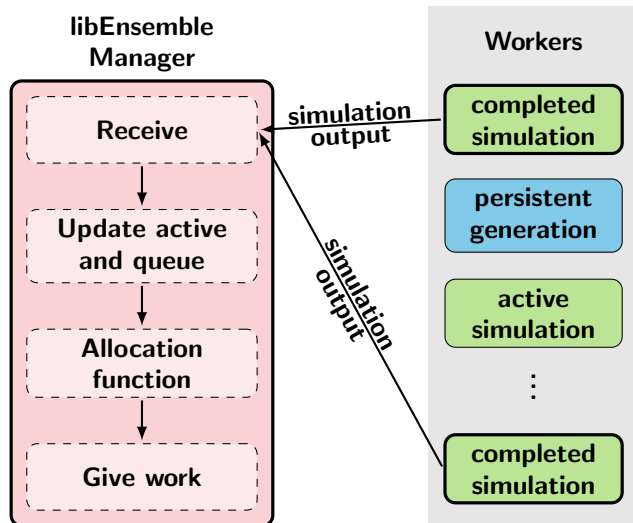 libEnsemble
Manager
Receive
Update active
and queue
Allocation
function
Give work
simulation
output
simulation
output
Workers
completed
simulation
persistent
generation
active
simulation
⋮
completed
simulation